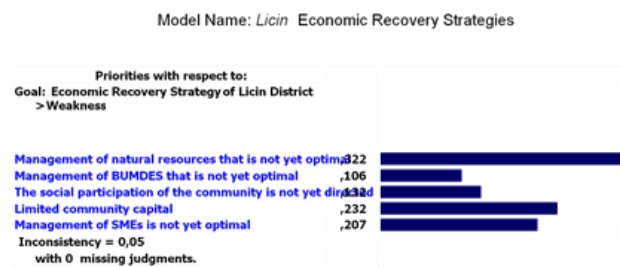 Model Name: Licin Economic Recovery Strategies
Priorities with respect to:
Goal: Economic Recovery Strategy of Licin District
>Weakness
Management of natural resources that is not yet optimal ,322
Management of BUMDES that is not yet optimal ,106
The social participation of the community is not yet directed ,132
Limited community capital ,232
Management of SMEs is not yet optimal ,207
Inconsistency = 0,05
with 0 missing judgments.